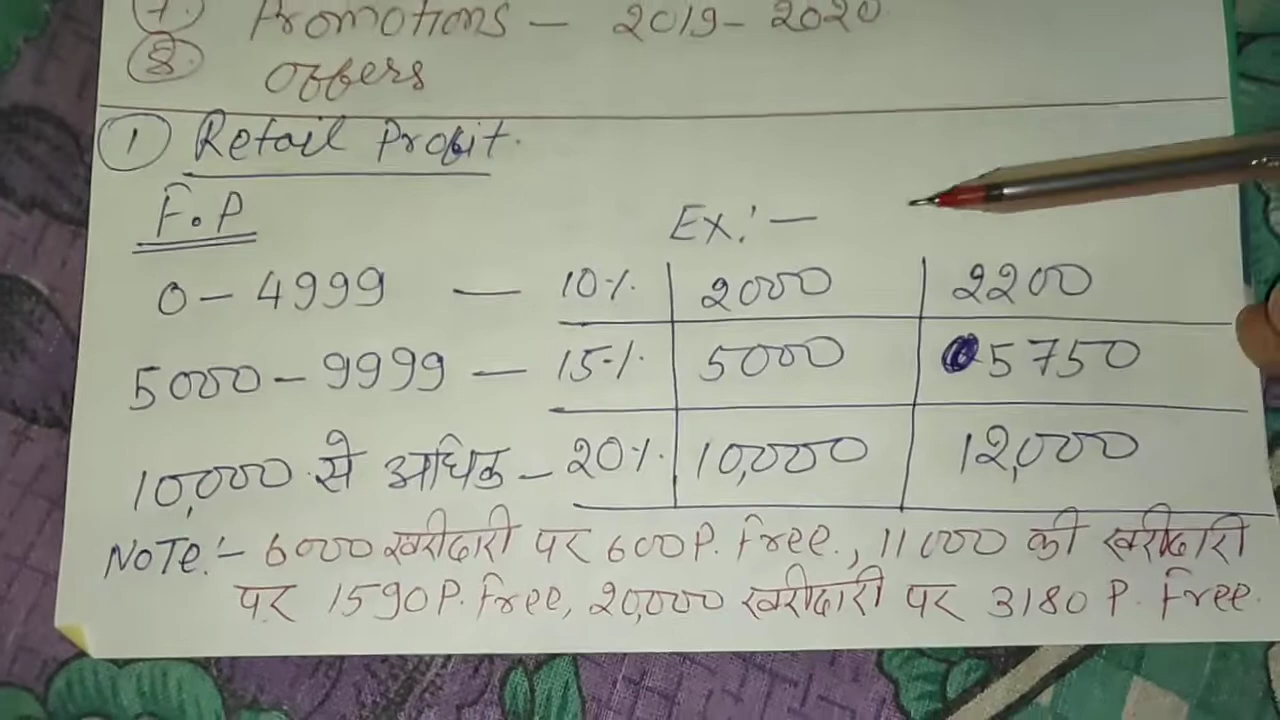 7. Promotions – 2019-2020
8. Offers
1 Retail Profit.
F.P
Ex:–
0-4999 — 10% 2000 2200
5000-9999 — 15% 5000 5750
10,000 से अधिक – 20% 10,000 12,000
NOTE:- 6000 खरीदारी पर 600 P. Free., 11000 की खरीदारी
पर 1590 P. Free, 20,000 खरीदारी पर 3180 P. Free.